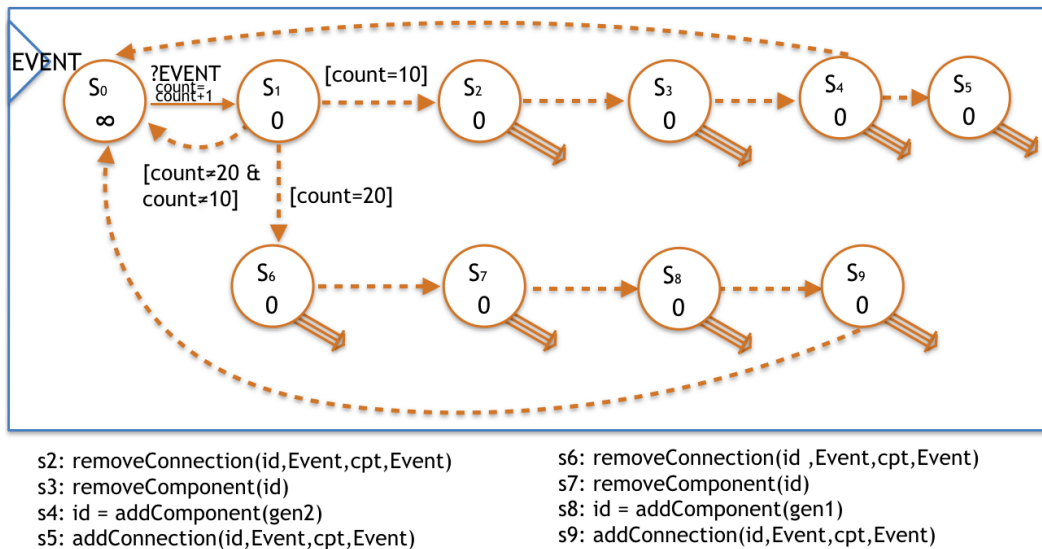 EVENT
?EVENT
count=
count+1
[count=10]
S0
∞
S1
0
S2
0
S3
0
S4
0
S5
0
[count≠20 &
count≠10]
[count=20]
S6
0
S7
0
S8
0
S9
0
s2: removeConnection(id,Event,cpt,Event)
s3: removeComponent(id)
s4: id = addComponent(gen2)
s5: addConnection(id,Event,cpt,Event)
s6: removeConnection(id ,Event,cpt,Event)
s7: removeComponent(id)
s8: id = addComponent(gen1)
s9: addConnection(id,Event,cpt,Event)